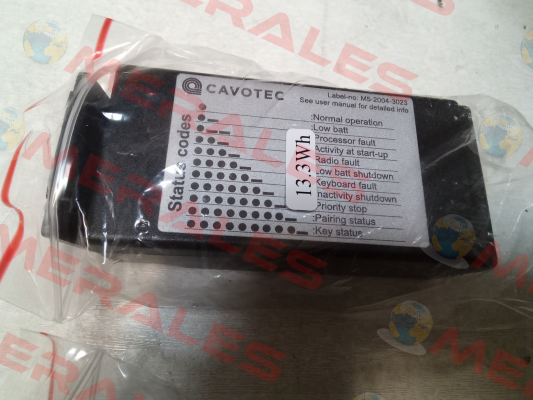 CAVOTEC
Label-no: M5-2004-3023
See user manual for detailed info
Status codes
:Normal operation
:Low batt
:Processor fault
:Activity at start-up
:Radio fault
:Low batt shutdown
:Keyboard fault
:Inactivity shutdown
:Priority stop
:Pairing status
:Key status
13.3Wh
MERALES
MERALES
MERALES